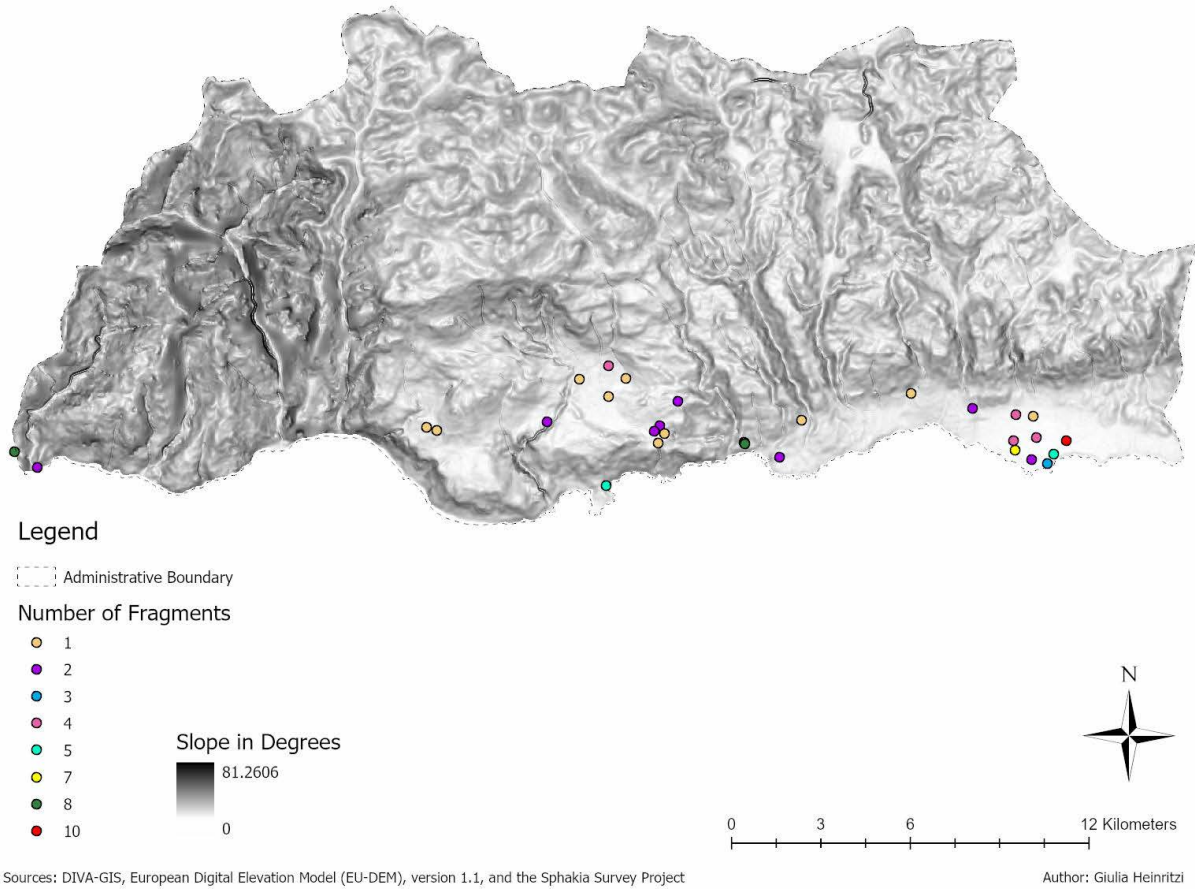 Legend
Administrative Boundary
Number of Fragments
1
2
3
4
5
7
8
10
Slope in Degrees
81.2606
0
N
0 3 6 12 Kilometers
Sources: DIVA-GIS, European Digital Elevation Model (EU-DEM), version 1.1, and the Sphakia Survey Project
Author: Giulia Heinritzi